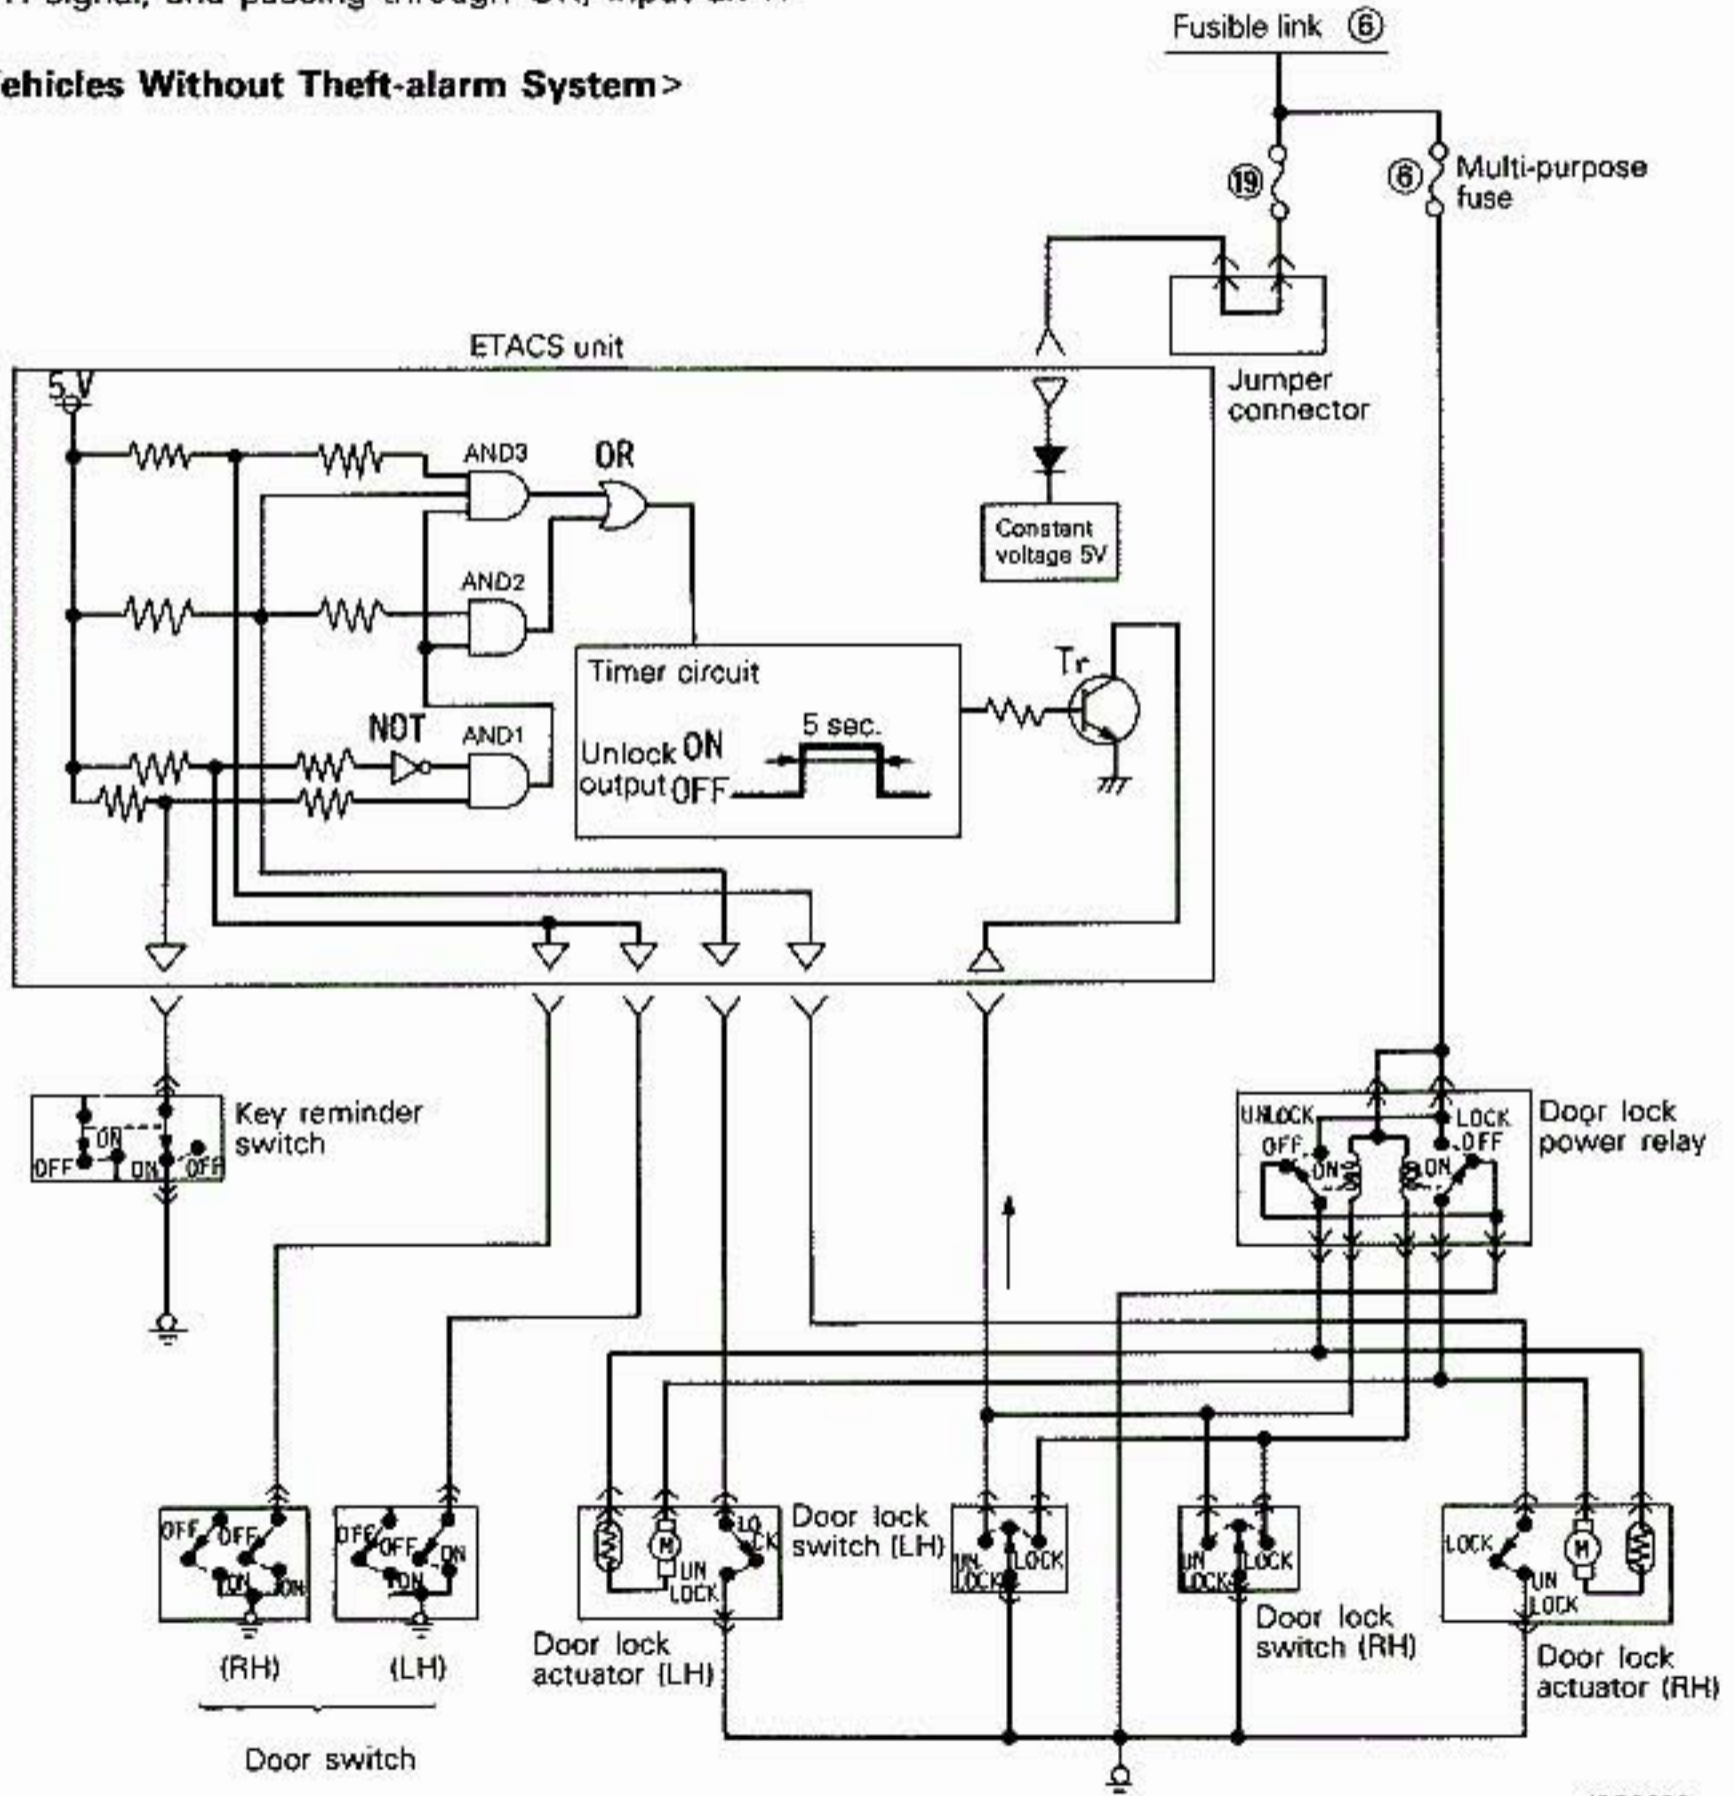 Fusible link ⑥
ehicles Without Theft-alarm System>
⑲
⑥ Multi-purpose
fuse
ETACS unit
Jumper
connector
5 V
AND3
OR
Constant
voltage 5V
AND2
Timer circuit
Tr
NOT
AND1
5 sec.
Unlock ON
output OFF
Key reminder
switch
ON
OFF
ON
OFF
UNLOCK
LOCK
OFF
OFF
ON
ON
Door lock
power relay
OFF
OFF
ON
ON
OFF
OFF
ON
ON
LO
CK
M
UN
LOCK
Door lock
switch (LH)
UN
LOCK
LOCK
UN
LOCK
LOCK
LOCK
M
UN
LOCK
(RH)
(LH)
Door lock
actuator (LH)
Door lock
switch (RH)
Door lock
actuator (RH)
Door switch